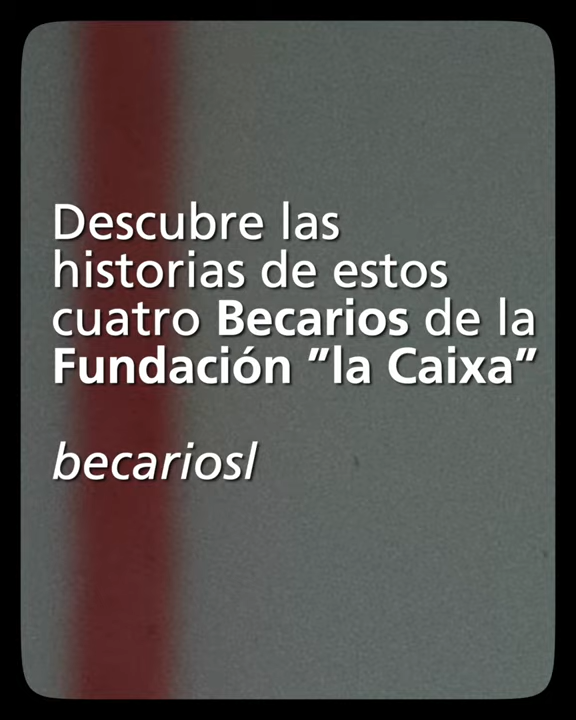 Descubre las
historias de estos
cuatro Becarios de la
Fundación "la Caixa"
becariosl